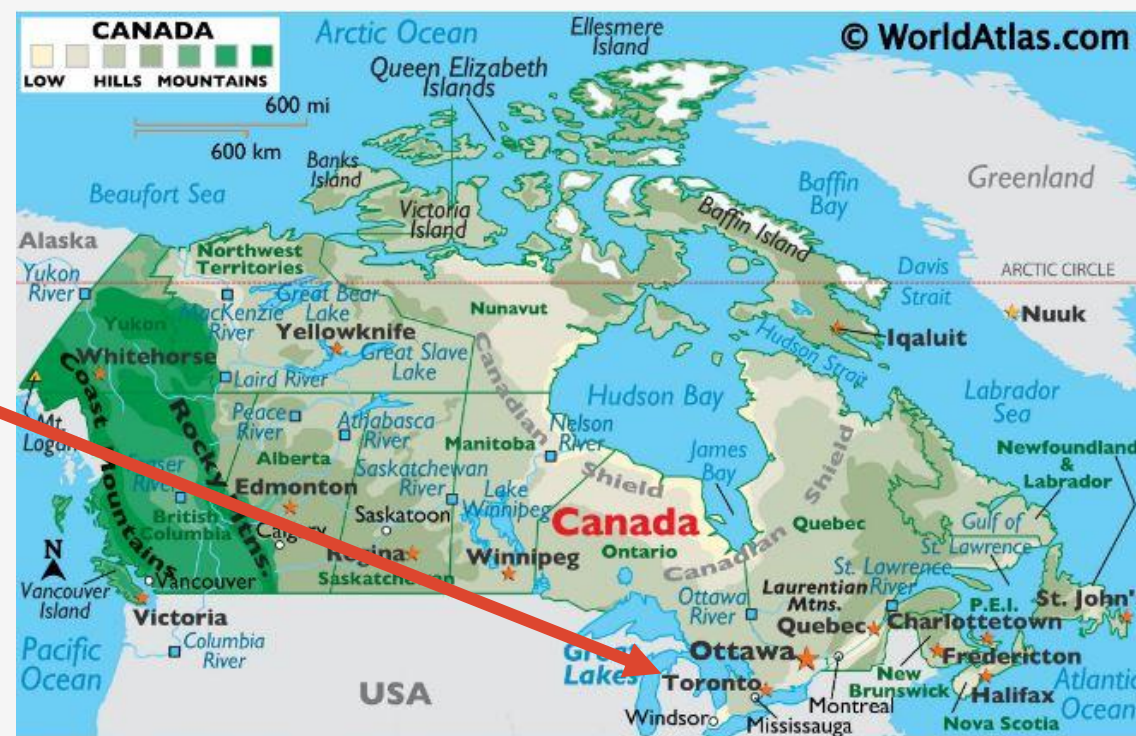 CANADA
LOW HILLS MOUNTAINS
© WorldAtlas.com
Arctic Ocean
Ellesmere
Island
Queen Elizabeth
Islands
600 mi
600 km
Banks
Island
Beaufort Sea
Victoria
Island
Baffin
Bay
Greenland
Baffin Island
Alaska
Northwest
Territories
Yukon
River
Great Bear
Lake
MacKenzie
River
Nunavut
Davis
Strait
ARCTIC CIRCLE
Nuuk
Yukon
Yellowknife
Iqaluit
Whitehorse
Great Slave
Lake
Hudson Strait
Laird River
Canadian
Shield
Hudson Bay
Labrador
Sea
Coast
Mountains
Rocky Mtns.
Mt.
Logan
Peace
River
Athabasca
River
Manitoba
Nelson
River
James
Bay
Canadian
Shield
Newfoundland
&
Labrador
Fraser
River
Alberta
Saskatchewan
River
Lake
Winnipeg
Edmonton
British
Columbia
Calgary
Saskatoon
Canada
Quebec
Gulf of
St. Lawrence
N
Regina
Winnipeg
Ontario
Saskatchewan
St. Lawrence
River
Laurentian
Mtns.
Vancouver
Island
Vancouver
Ottawa
River
P.E.I.
St. John'
Victoria
Quebec
Charlottetown
Columbia
River
Pacific
Ocean
Great
Lakes
Ottawa
Fredericton
USA
Toronto
New
Brunswick
Halifax
Atlantic
Ocean
Montreal
Windsor
Mississauga
Nova Scotia